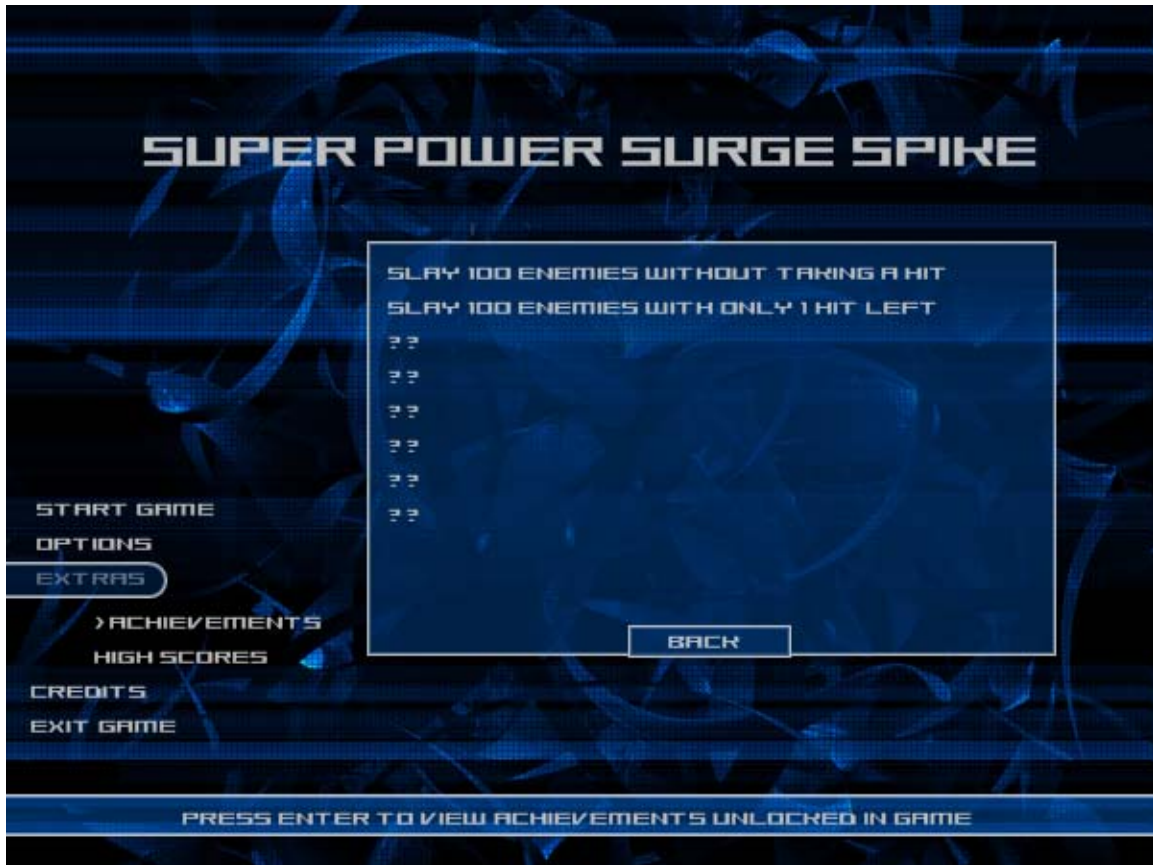 SUPER POWER SURGE SPIKE
SLAY 100 ENEMIES WITHOUT TAKING A HIT
SLAY 100 ENEMIES WITH ONLY 1 HIT LEFT
??
??
??
??
??
??
START GAME
OPTIONS
EXTRAS
>ACHIEVEMENTS
HIGH SCORES
CREDITS
EXIT GAME
BACK
PRESS ENTER TO VIEW ACHIEVEMENTS UNLOCKED IN GAME